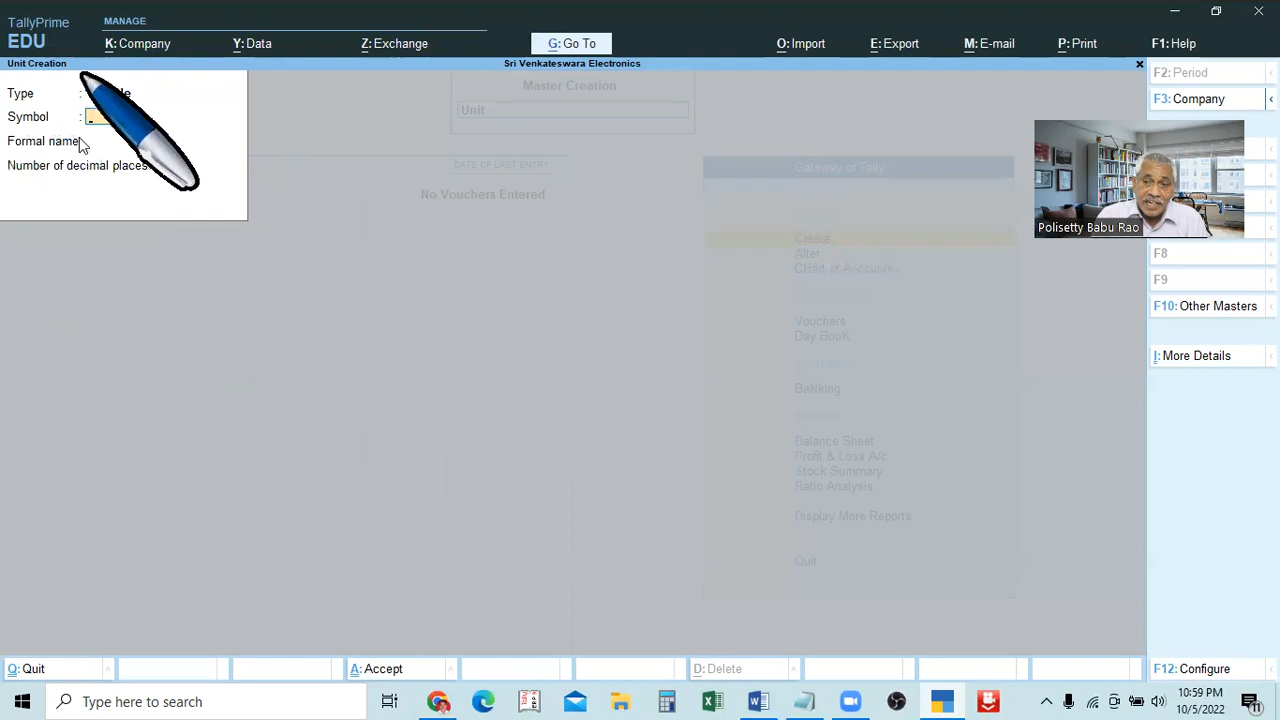 TallyPrime
EDU
MANAGE
K: Company
Y: Data
Z: Exchange
G: Go To
O: Import
E: Export
M: E-mail
P: Print
F1: Help
Unit Creation
Sri Venkateswara Electronics
Type :
Symbol :
Formal name
Number of decimal places
Master Creation
Unit
DATE OF LAST ENTRY
No Vouchers Entered
Gateway of Tally
Create
Alter
Chart of Accounts
Vouchers
Day Book
Banking
Balance Sheet
Profit & Loss A/c
Stock Summary
Ratio Analysis
Display More Reports
Quit
F2: Period
F3: Company
Polisetty Babu Rao
F8
F9
F10: Other Masters
I: More Details
F12: Configure
Q: Quit
A: Accept
D: Delete
Type here to search
10:59 PM
10/5/2022